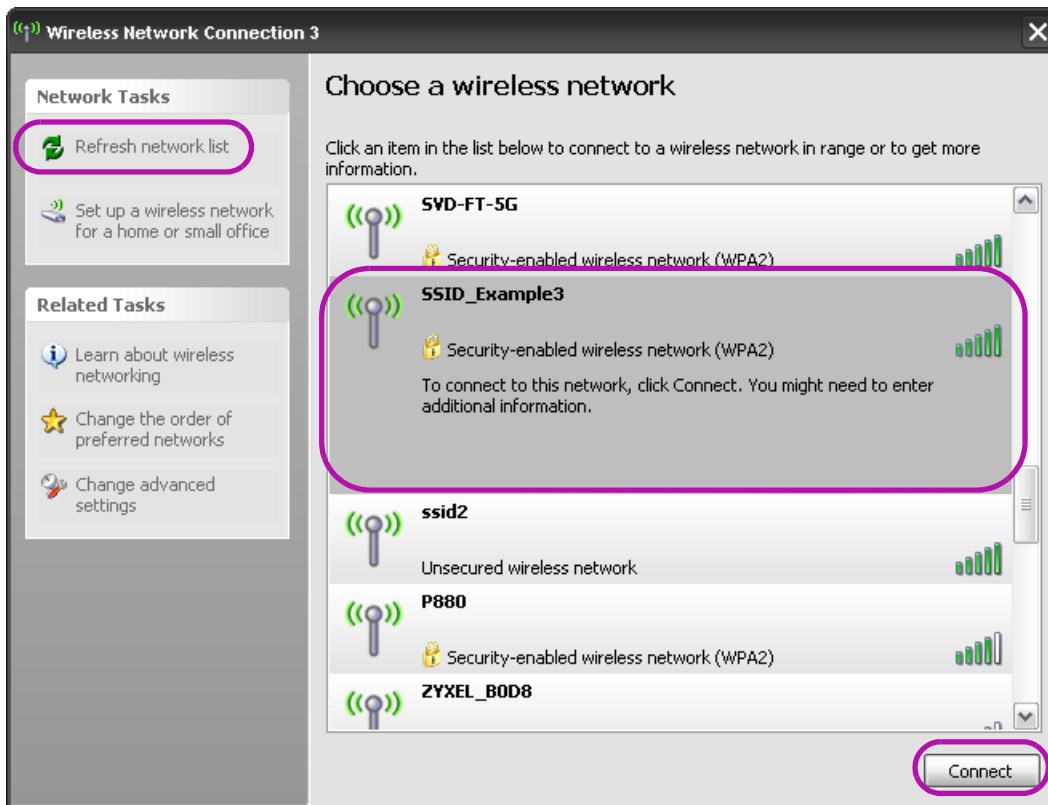 Wireless Network Connection 3
Network Tasks
Refresh network list
Set up a wireless network
for a home or small office
Related Tasks
Learn about wireless
networking
Change the order of
preferred networks
Change advanced
settings
Choose a wireless network
Click an item in the list below to connect to a wireless network in range or to get more
information.
SVD-FT-5G
Security-enabled wireless network (WPA2)
SSID_Example3
Security-enabled wireless network (WPA2)
To connect to this network, click Connect. You might need to enter
additional information.
ssid2
Unsecured wireless network
P880
Security-enabled wireless network (WPA2)
ZYXEL_B0D8
Connect